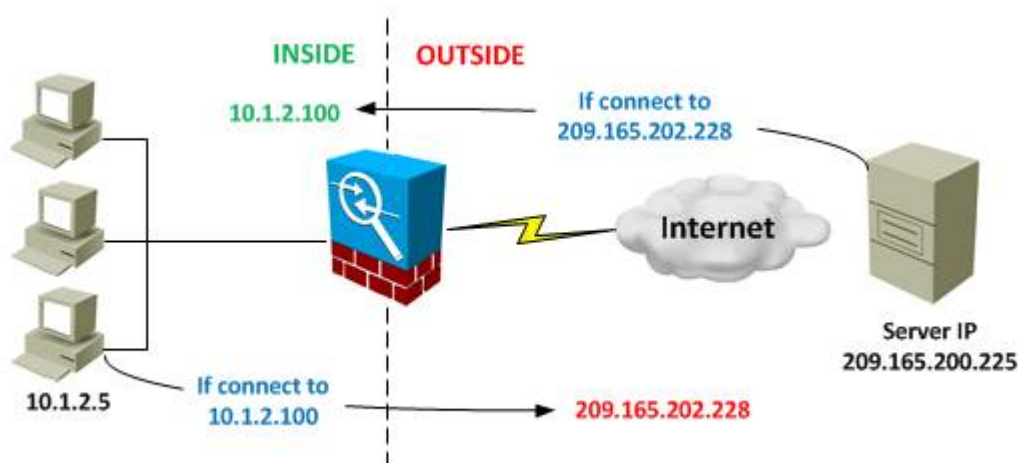 INSIDE OUTSIDE
10.1.2.100
If connect to
209.165.202.228
Internet
Server IP
209.165.200.225
10.1.2.5
If connect to
10.1.2.100
209.165.202.228